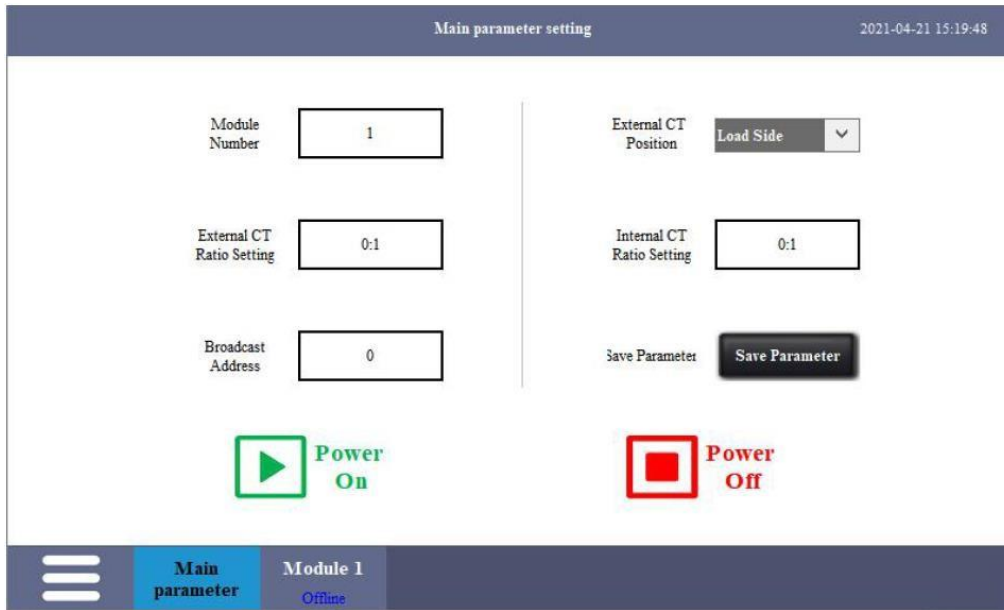 Main parameter setting
2021-04-21 15:19:48
Module
Number
1
External CT
Position
Load Side
External CT
Ratio Setting
0:1
Internal CT
Ratio Setting
0:1
Broadcast
Address
0
Save Parameter
Save Parameter
Power
On
Power
Off
Main
parameter
Module 1
Offline